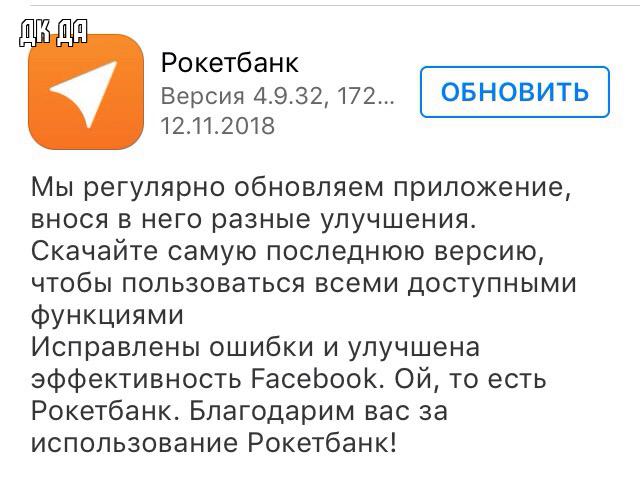 ДК ДА
Рокетбанк
Версия 4.9.32, 172...
12.11.2018
ОБНОВИТЬ
Мы регулярно обновляем приложение,
внося в него разные улучшения.
Скачайте самую последнюю версию,
чтобы пользоваться всеми доступными
функциями
Исправлены ошибки и улучшена
эффективность Facebook. Ой, то есть
Рокетбанк. Благодарим вас за
использование Рокетбанк!